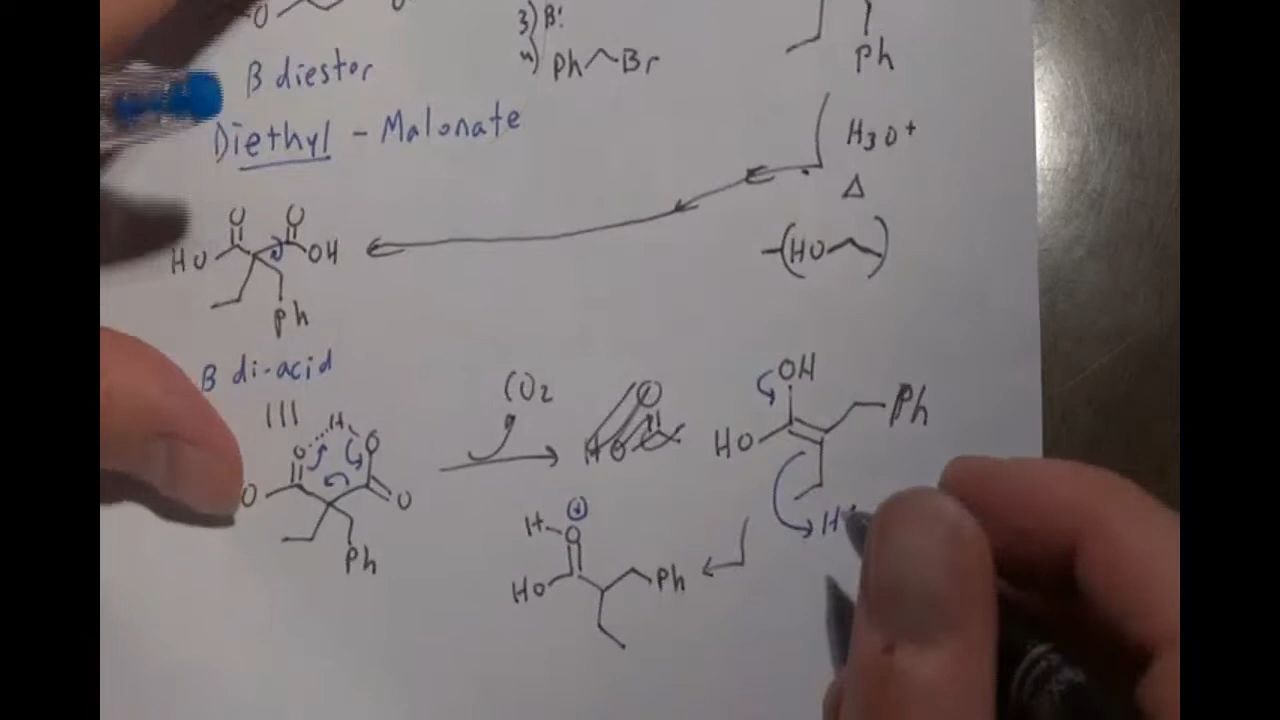 O O
3) B:
4) Ph Br
Ph
β diestor
Diethyl - Malonate
H3O+
Δ
(HO )
O O
HO OH
Ph
β di-acid
H
O O
O O
Ph
CO2
OH
HO Ph
H+
H O +
HO Ph